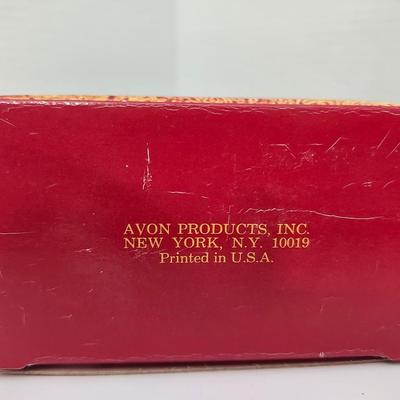 AVON PRODUCTS, INC.
NEW YORK, N.Y. 10019
Printed in U.S.A.